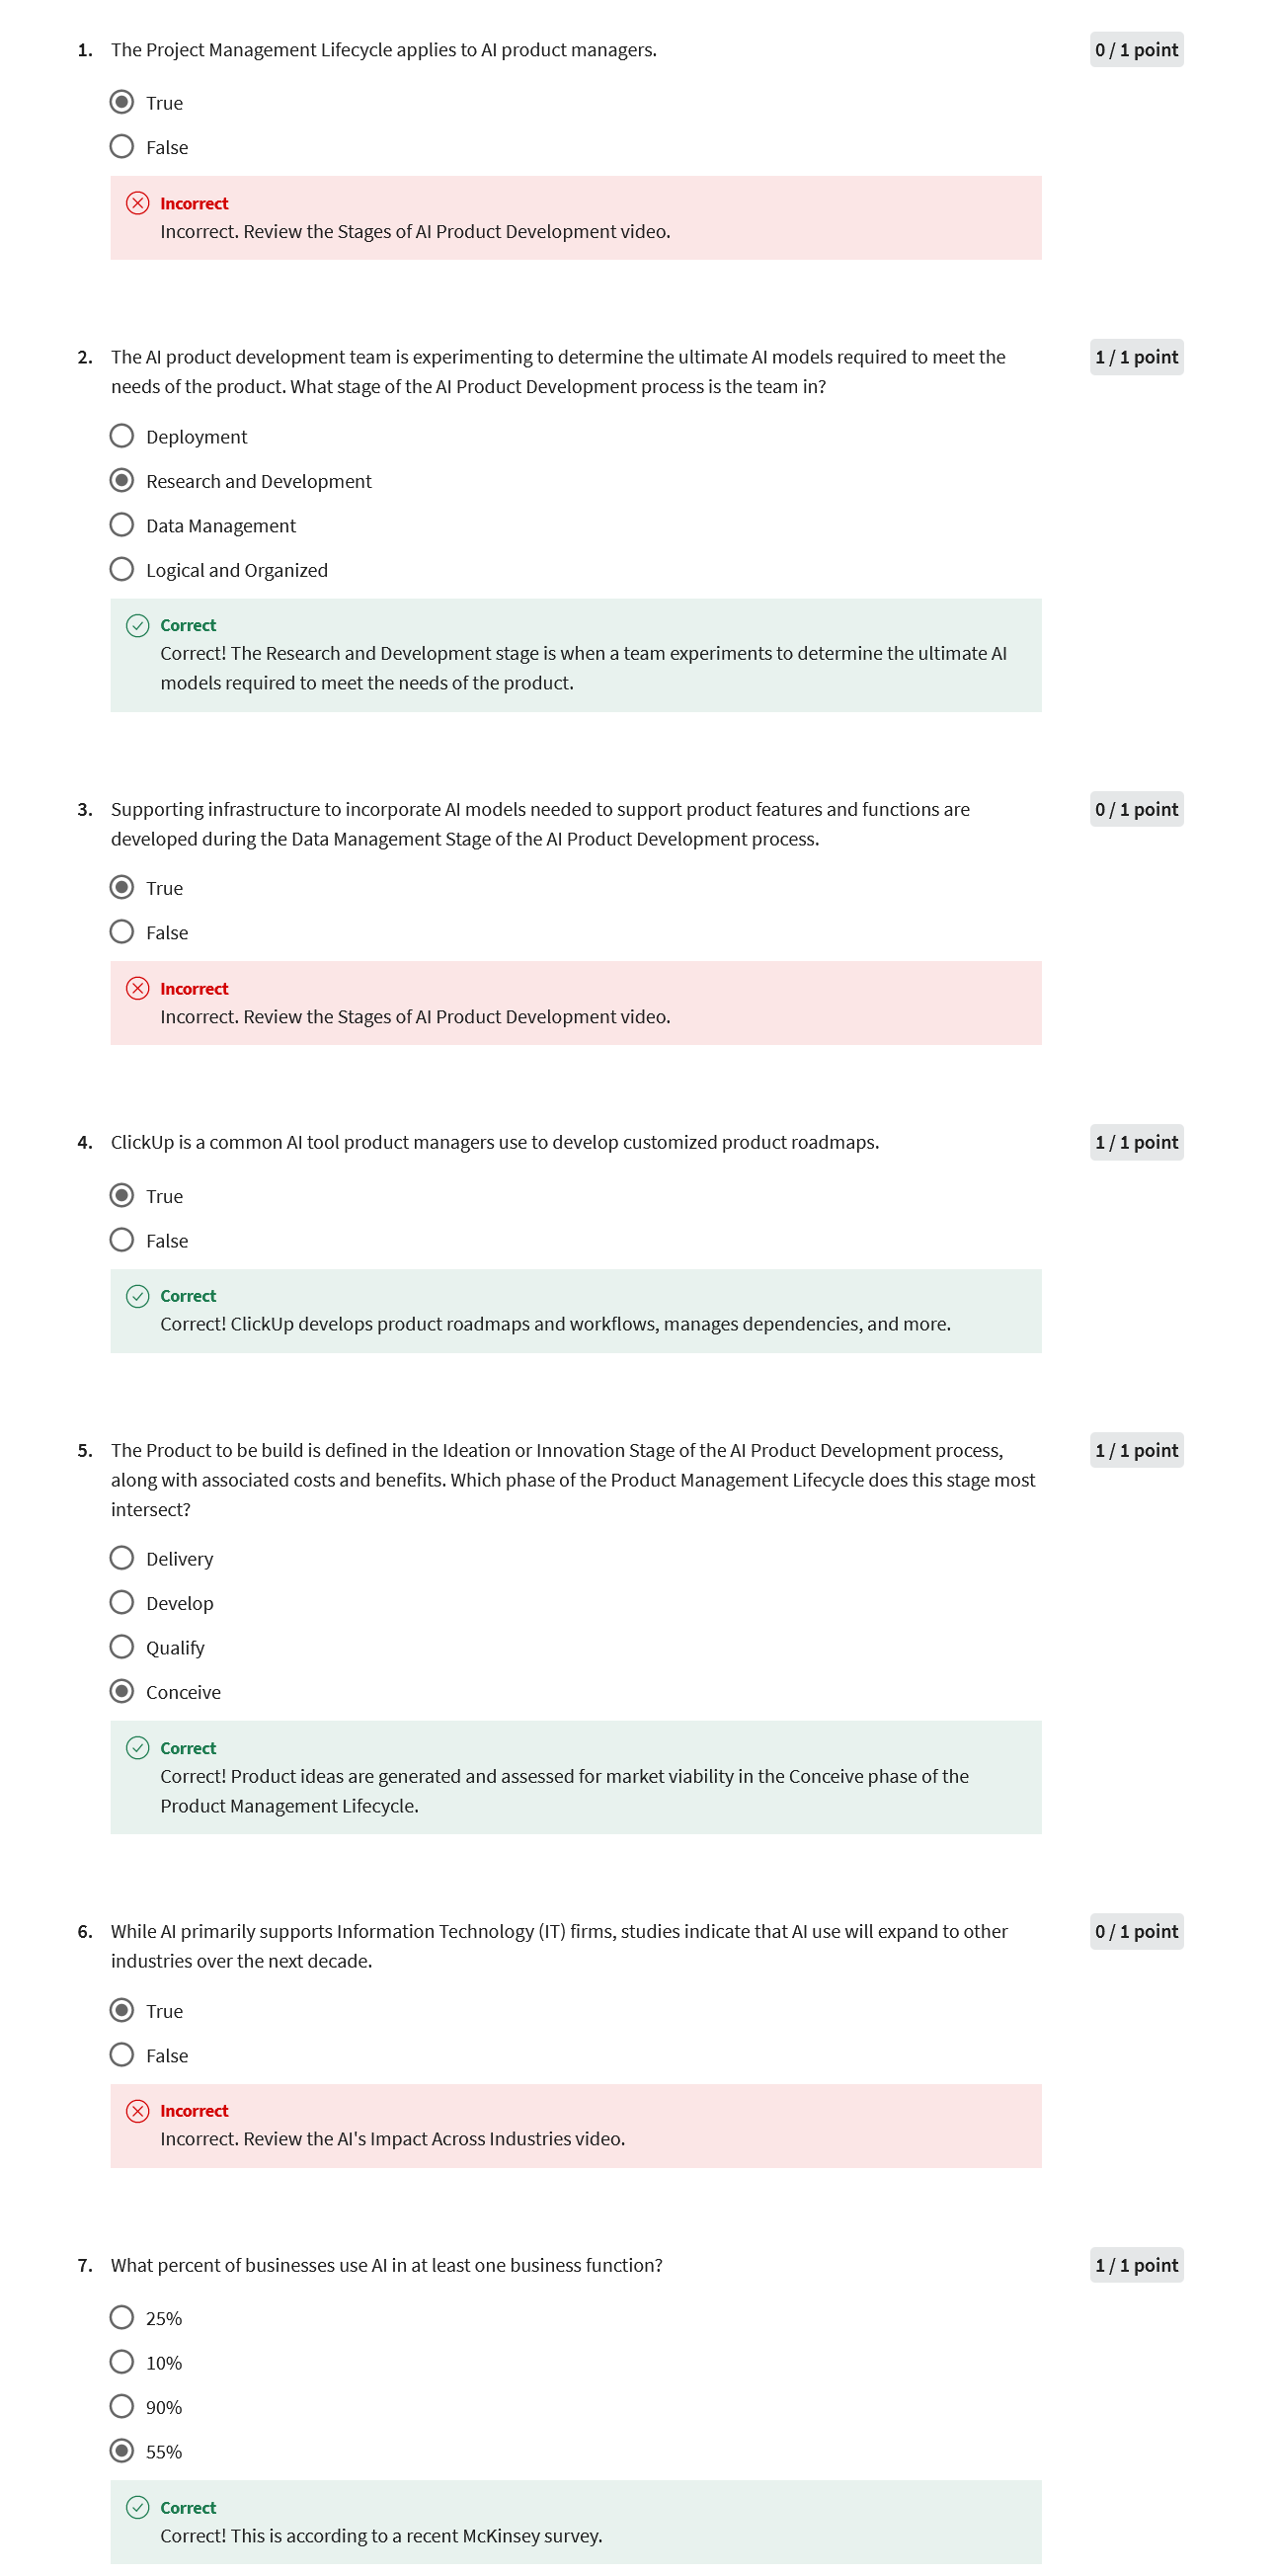 1. The Project Management Lifecycle applies to AI product managers. 0 / 1 point
True
False
Incorrect
Incorrect. Review the Stages of AI Product Development video.
2. The AI product development team is experimenting to determine the ultimate AI models required to meet the 1 / 1 point
needs of the product. What stage of the AI Product Development process is the team in?
Deployment
Research and Development
Data Management
Logical and Organized
Correct
Correct! The Research and Development stage is when a team experiments to determine the ultimate AI
models required to meet the needs of the product.
3. Supporting infrastructure to incorporate AI models needed to support product features and functions are 0 / 1 point
developed during the Data Management Stage of the AI Product Development process.
True
False
Incorrect
Incorrect. Review the Stages of AI Product Development video.
4. ClickUp is a common AI tool product managers use to develop customized product roadmaps. 1 / 1 point
True
False
Correct
Correct! ClickUp develops product roadmaps and workflows, manages dependencies, and more.
5. The Product to be build is defined in the Ideation or Innovation Stage of the AI Product Development process, 1 / 1 point
along with associated costs and benefits. Which phase of the Product Management Lifecycle does this stage most
intersect?
Delivery
Develop
Qualify
Conceive
Correct
Correct! Product ideas are generated and assessed for market viability in the Conceive phase of the
Product Management Lifecycle.
6. While AI primarily supports Information Technology (IT) firms, studies indicate that AI use will expand to other 0 / 1 point
industries over the next decade.
True
False
Incorrect
Incorrect. Review the AI's Impact Across Industries video.
7. What percent of businesses use AI in at least one business function? 1 / 1 point
25%
10%
90%
55%
Correct
Correct! This is according to a recent McKinsey survey.